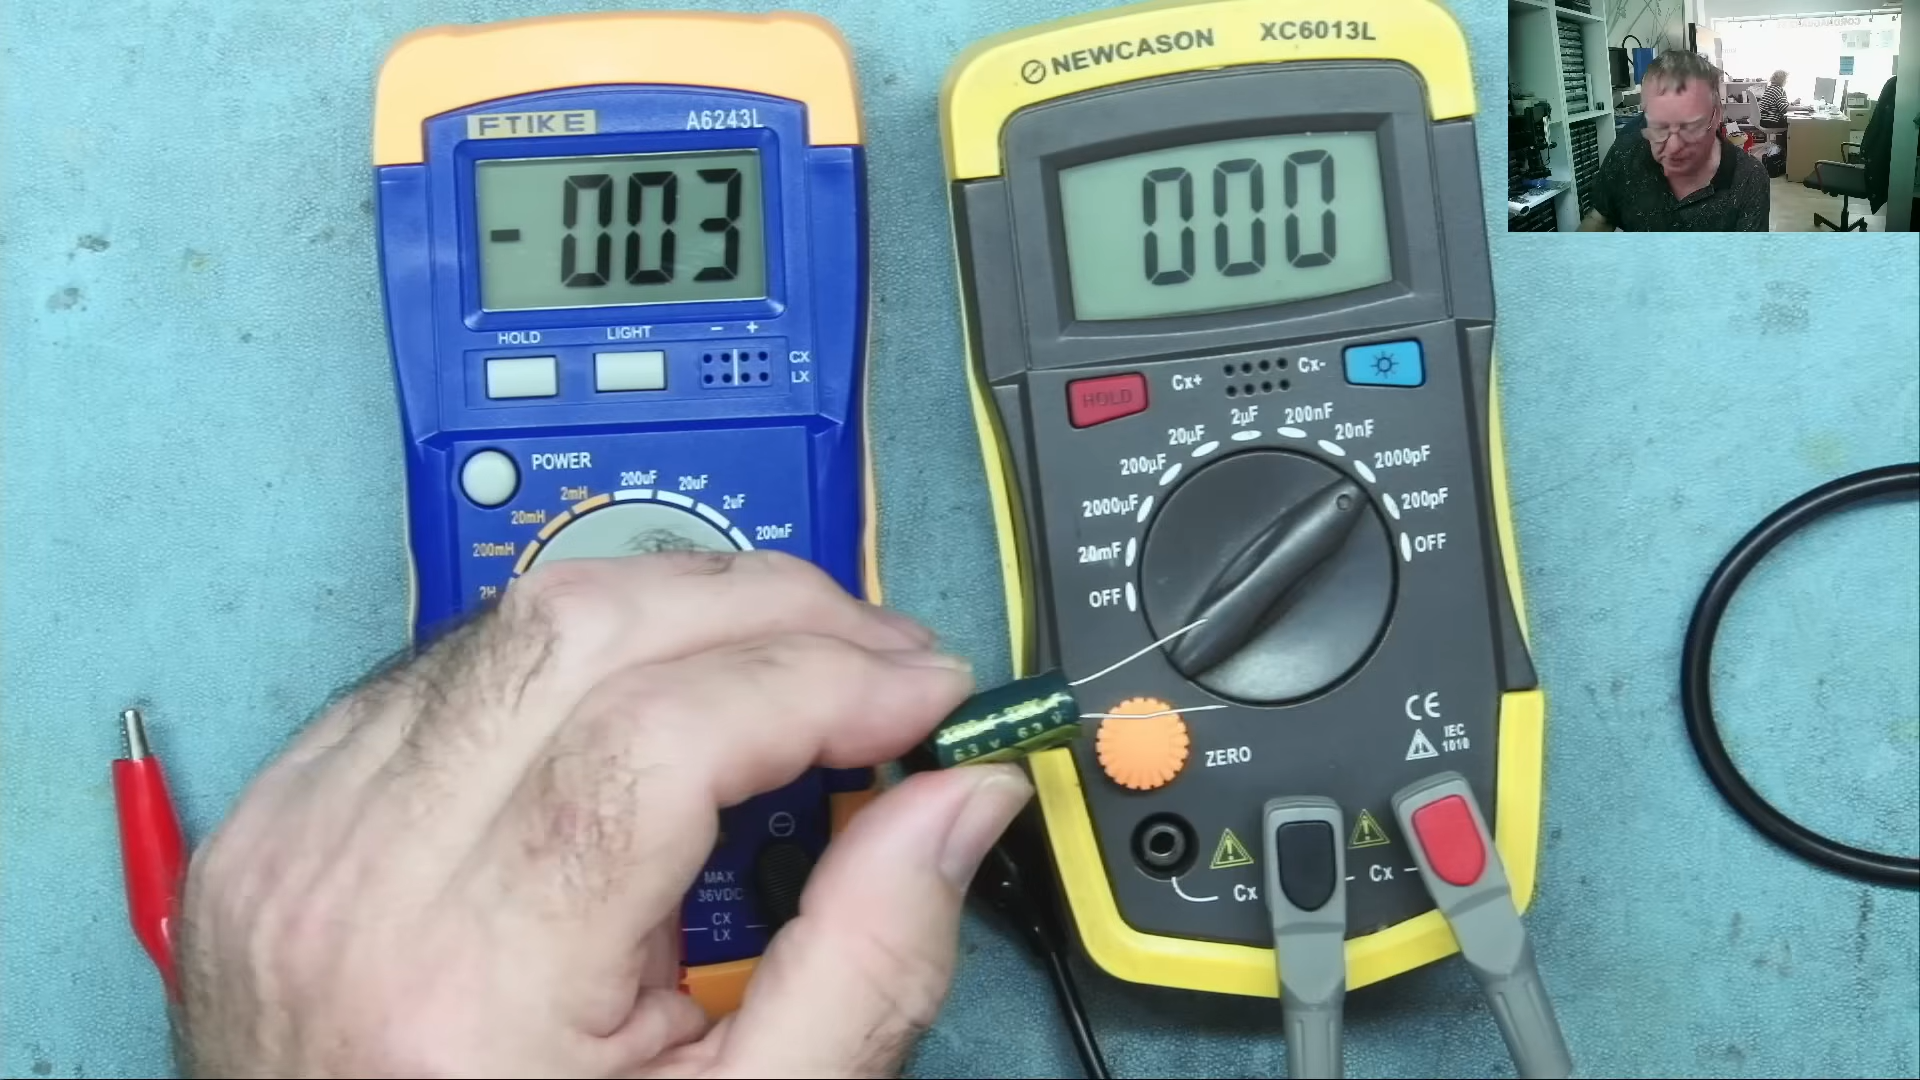 FTIKE
A6243L
- 003
HOLD
LIGHT
- +
CX
LX
POWER
200uF
20uF
2uF
200nF
2mH
20mH
200mH
2H
MAX
36VDC
CX
LX
NEWCASON
XC6013L
000
HOLD
Cx+
Cx-
200nF
2µF
20µF
20nF
200µF
2000pF
2000µF
200pF
20mF
OFF
OFF
63 V 63 V
ZERO
CE
IEC
1010
Cx
Cx